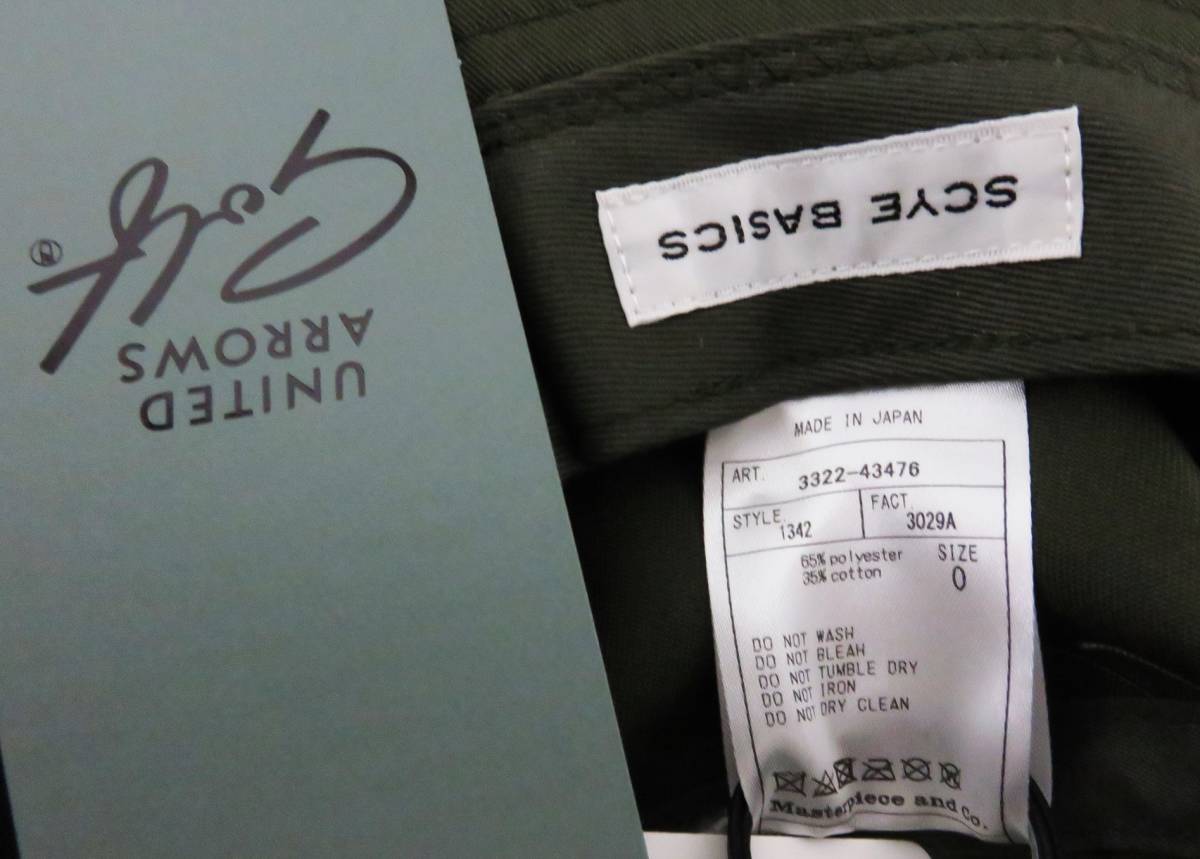 UNITED
ARROWS
Golf
®
SCYE BASICS
MADE IN JAPAN
ART. 3322-43476
STYLE. 1342
FACT. 3029A
65% polyester
35% cotton
SIZE
0
DO NOT WASH
DO NOT BLEAH
DO NOT TUMBLE DRY
DO NOT IRON
DO NOT DRY CLEAN
Masterpiece and Co.